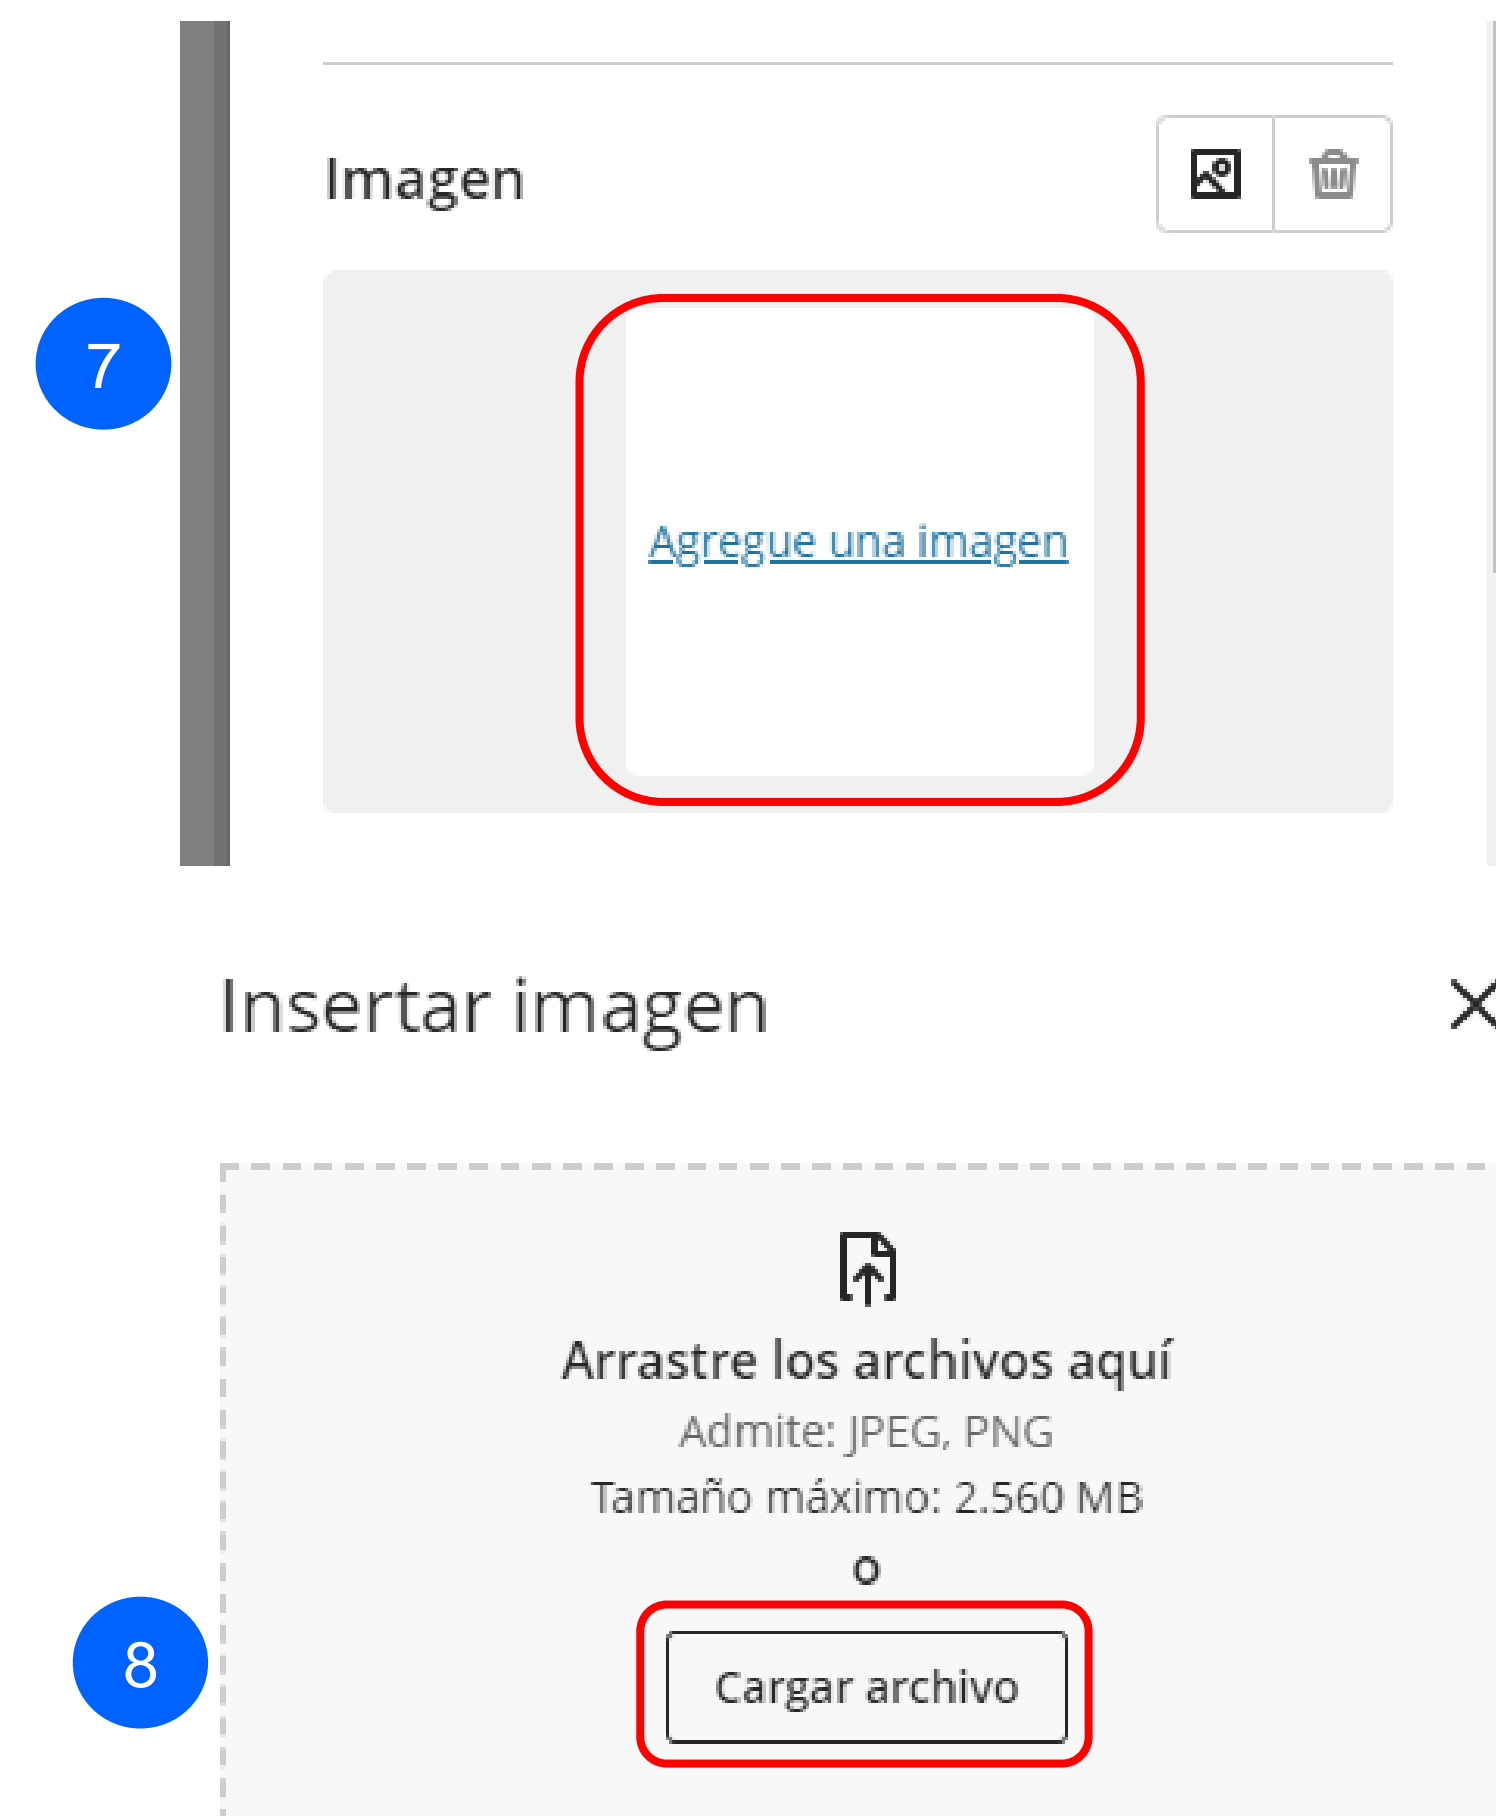 Imagen
7
Agregue una imagen
Insertar imagen
Arrastre los archivos aquí
Admite: JPEG, PNG
Tamaño máximo: 2.560 MB
o
8
Cargar archivo